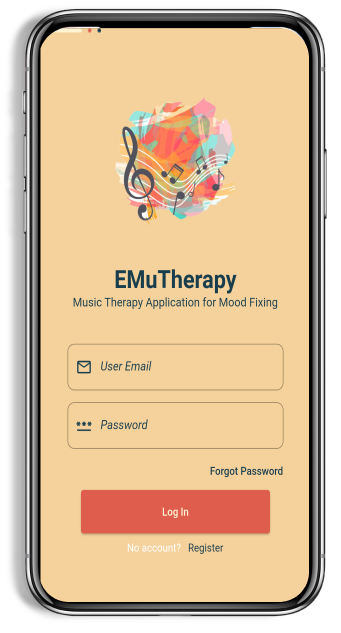 EMuTherapy
Music Therapy Application for Mood Fixing
User Email
Password
Forgot Password
Log In
No account? Register